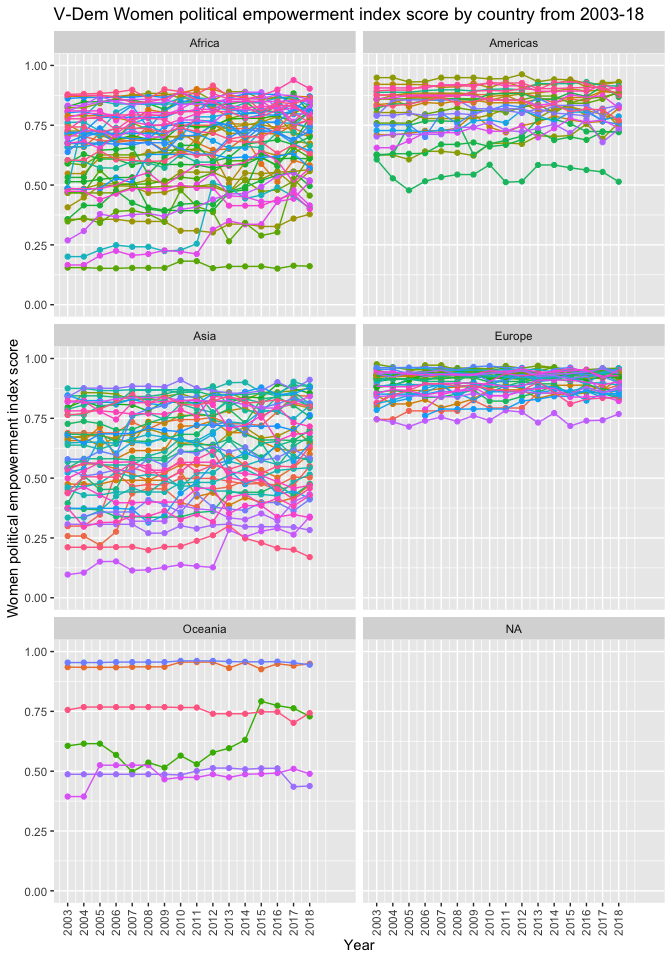 V-Dem Women political empowerment index score by country from 2003-18
Africa
Americas
1.00
0.75
0.50
0.25
0.00
Asia
Europe
1.00
0.75
0.50
0.25
0.00
Women political empowerment index score
Oceania
NA
1.00
0.75
0.50
0.25
0.00
2003 2004 2005 2006 2007 2008 2009 2010 2011 2012 2013 2014 2015 2016 2017 2018
2003 2004 2005 2006 2007 2008 2009 2010 2011 2012 2013 2014 2015 2016 2017 2018
Year